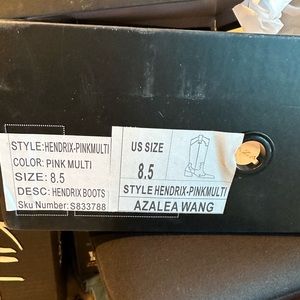 STYLE:HENDRIX-PINKMULTI
COLOR: PINK MULTI
SIZE: 8.5
DESC: HENDRIX BOOTS
Sku Number: S833788
US SIZE
8.5
STYLE HENDRIX-PINKMULTI
AZALEA WANG